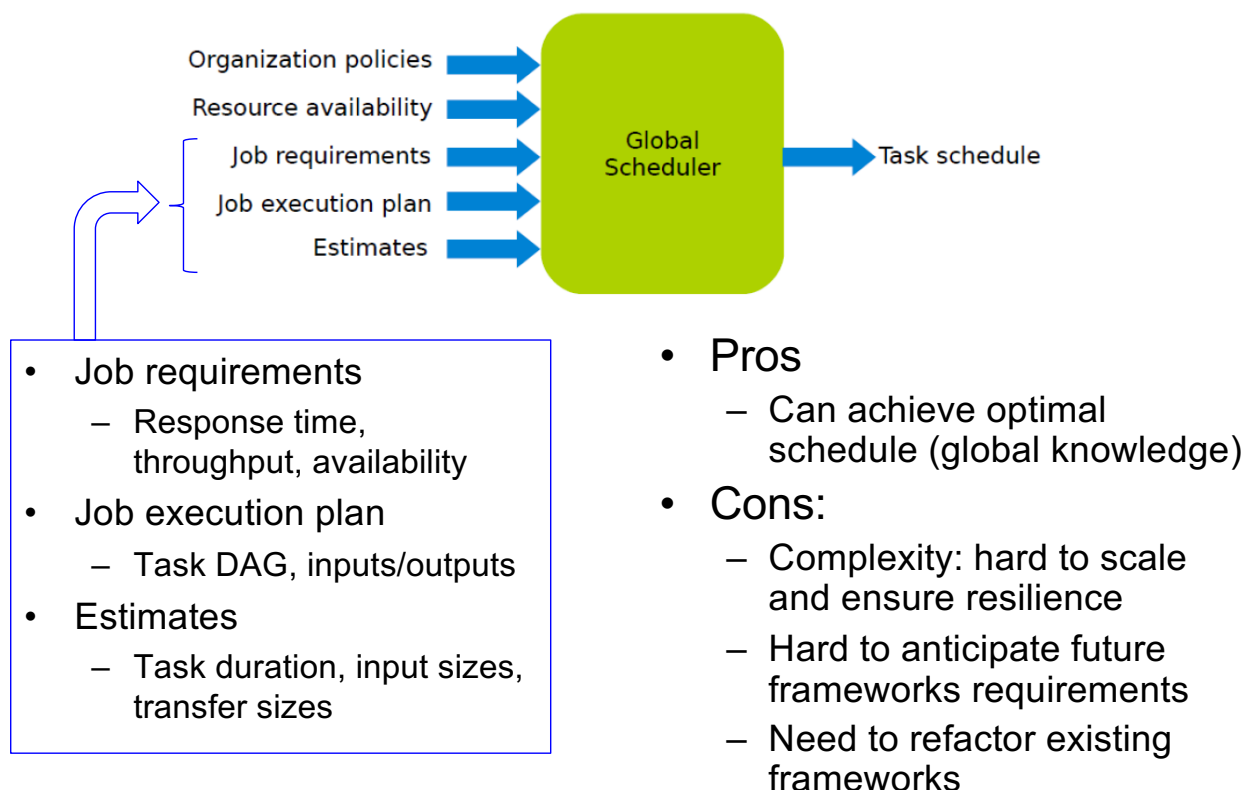 Organization policies
Resource availability
Job requirements
Job execution plan
Estimates
Global
Scheduler
Task schedule
• Job requirements
– Response time,
throughput, availability
• Job execution plan
– Task DAG, inputs/outputs
• Estimates
– Task duration, input sizes,
transfer sizes
• Pros
– Can achieve optimal
schedule (global knowledge)
• Cons:
– Complexity: hard to scale
and ensure resilience
– Hard to anticipate future
frameworks requirements
– Need to refactor existing
frameworks